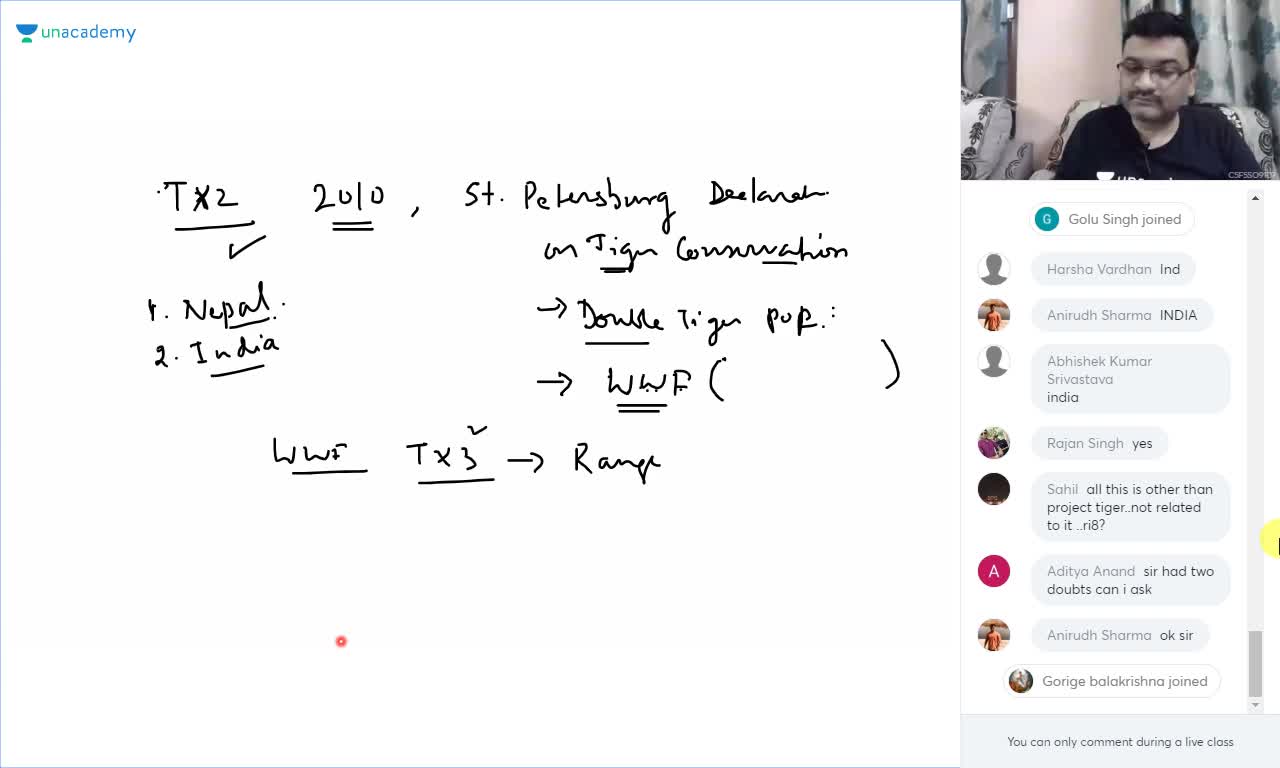 unacademy
TX2 2010, St. Petersburg Declarat.
on Tiger Conservation
1. Nepal.
2. India
→ Double Tiger pop.:
→ WWF ( )
WWF TX3 → Range
CSFSSO9R17
Golu Singh joined
Harsha Vardhan Ind
Anirudh Sharma INDIA
Abhishek Kumar
Srivastava
india
Rajan Singh yes
Sahil all this is other than
project tiger..not related
to it ..ri8?
A
Aditya Anand sir had two
doubts can i ask
Anirudh Sharma ok sir
Gorige balakrishna joined
You can only comment during a live class